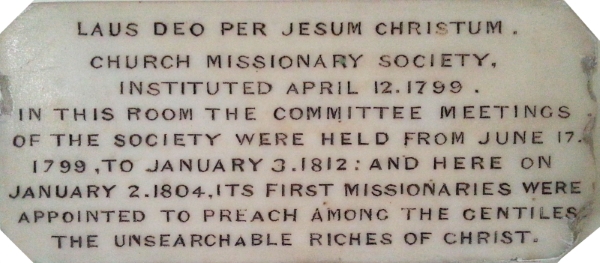 LAUS DEO PER JESUM CHRISTUM.
CHURCH MISSIONARY SOCIETY,
INSTITUTED APRIL 12.1799.
IN THIS ROOM THE COMMITTEE MEETINGS
OF THE SOCIETY WERE HELD FROM JUNE 17.
1799, TO JANUARY 3.1812: AND HERE ON
JANUARY 2.1804, ITS FIRST MISSIONARIES WERE
APPOINTED TO PREACH AMONG THE GENTILES
THE UNSEARCHABLE RICHES OF CHRIST.